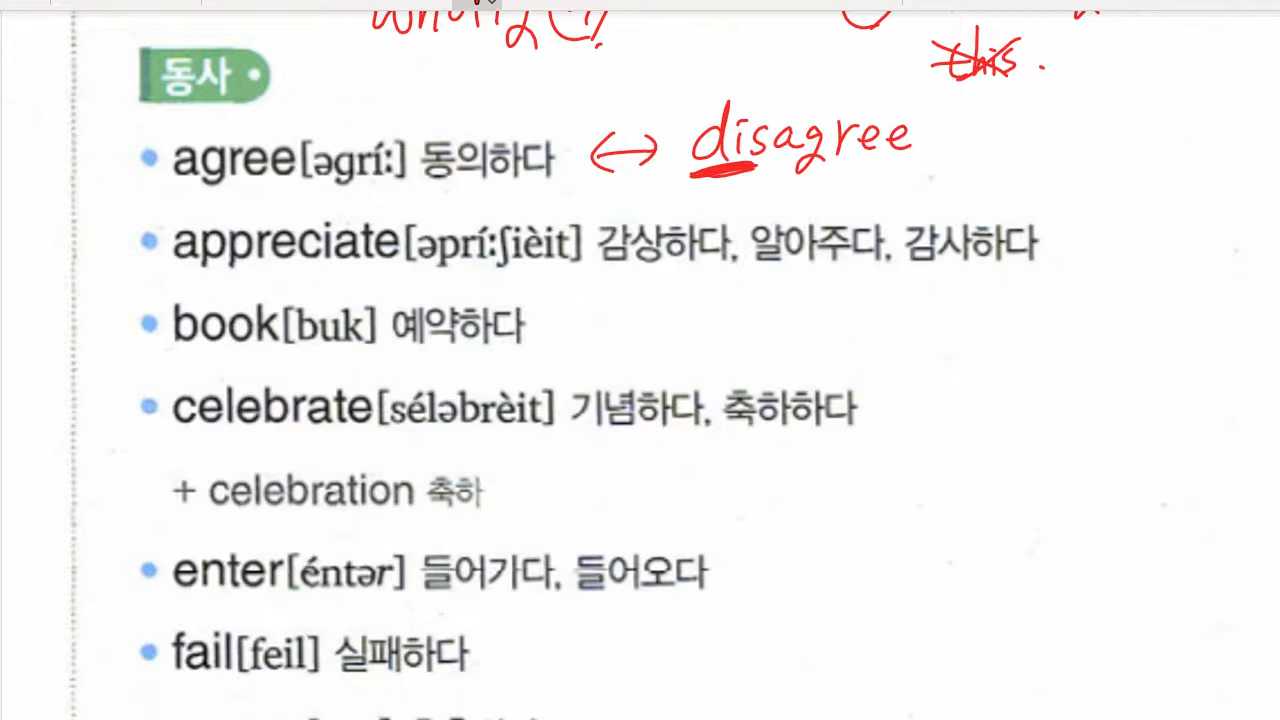 this.
동사
agree[əgríː] 동의하다 ↔ disagree
appreciate[əpríːʃièit] 감상하다, 알아주다, 감사하다
book[buk] 예약하다
celebrate[séləbrèit] 기념하다, 축하하다
+ celebration 축하
enter[éntər] 들어가다, 들어오다
fail[feil] 실패하다